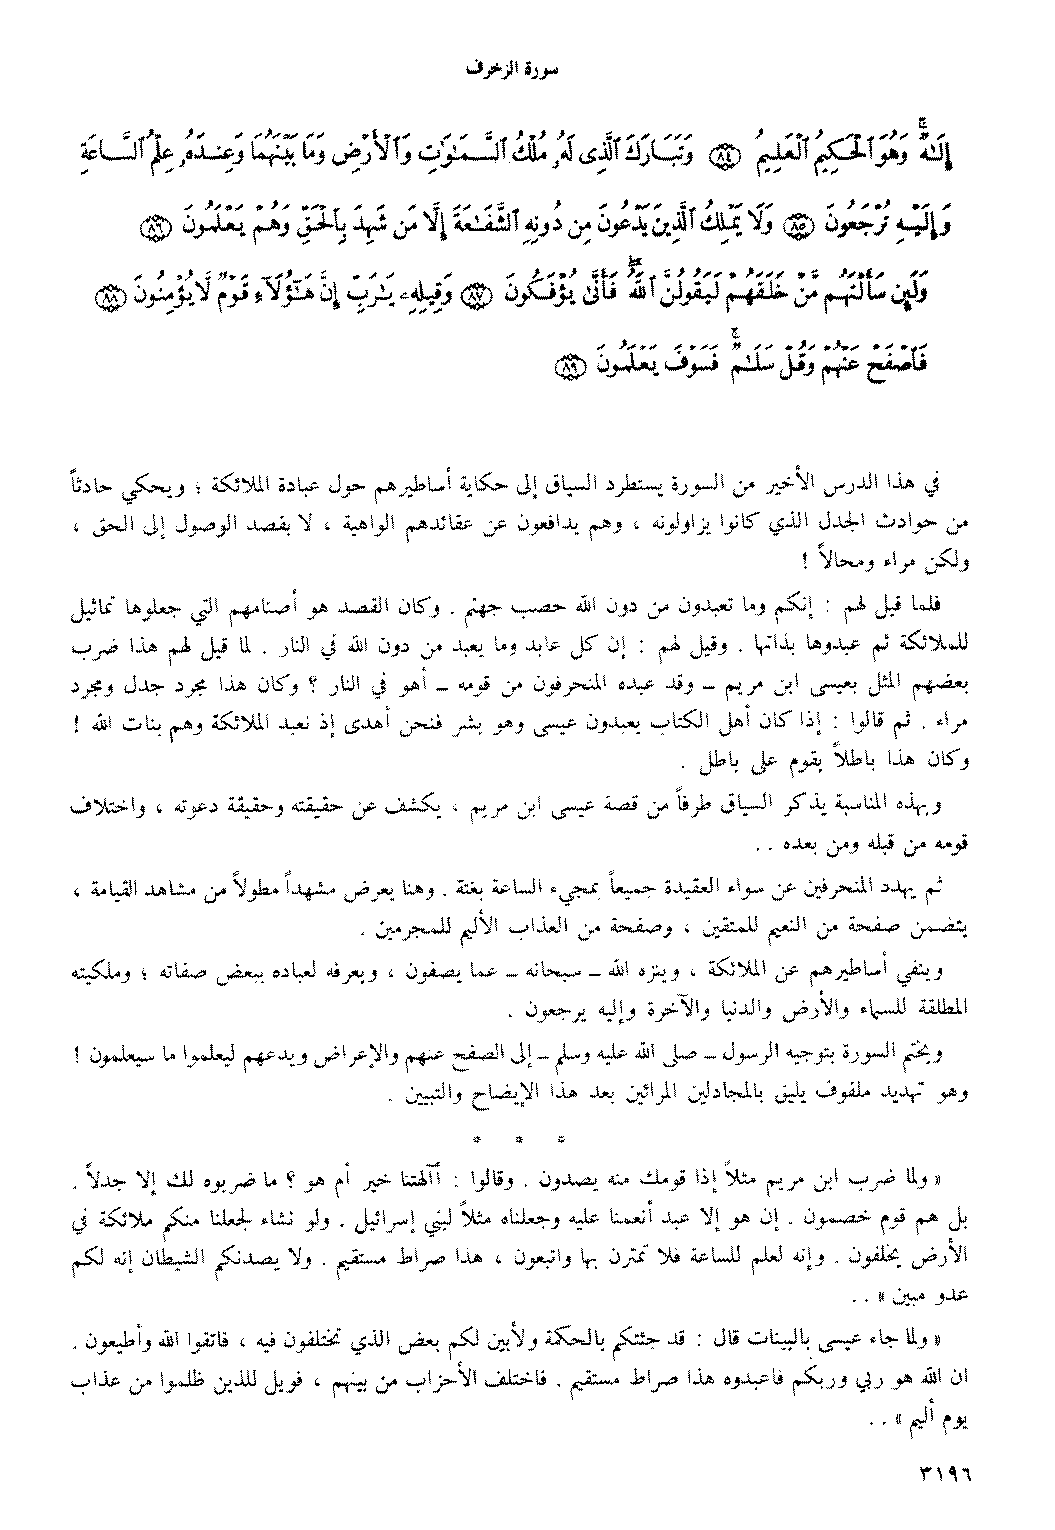 سورة الزخرف
إِلَٰهٌ ۚ وَهُوَ ٱلْحَكِيمُ ٱلْعَلِيمُ ﴿٨٤﴾ وَتَبَارَكَ ٱلَّذِى لَهُۥ مُلْكُ ٱلسَّمَٰوَٰتِ وَٱلْأَرْضِ وَمَا بَيْنَهُمَا وَعِندَهُۥ عِلْمُ ٱلسَّاعَةِ
وَإِلَيْهِ تُرْجَعُونَ ﴿٨٥﴾ وَلَا يَمْلِكُ ٱلَّذِينَ يَدْعُونَ مِن دُونِهِ ٱلشَّفَٰعَةَ إِلَّا مَن شَهِدَ بِٱلْحَقِّ وَهُمْ يَعْلَمُونَ ﴿٨٦﴾
وَلَئِن سَأَلْتَهُم مَّنْ خَلَقَهُمْ لَيَقُولُنَّ ٱللَّهُ ۖ فَأَنَّىٰ يُؤْفَكُونَ ﴿٨٧﴾ وَقِيلِهِۦ يَٰرَبِّ إِنَّ هَٰٓؤُلَآءِ قَوْمٌ لَّا يُؤْمِنُونَ ﴿٨٨﴾
فَٱصْفَحْ عَنْهُمْ وَقُلْ سَلَٰمٌ ۚ فَسَوْفَ يَعْلَمُونَ ﴿٨٩﴾
في هذا الدرس الأخير من السورة يستطرد السياق إلى حكاية أساطيرهم حول عبادة الملائكة ؛ ويحكي حادثاً
من حوادث الجدل الذي كانوا يزاولونه ، وهم يدافعون عن عقائدهم الواهية ، لا بقصد الوصول إلى الحق ،
ولكن مراء ومحالاً !
فلما قيل لهم : إنكم وما تعبدون من دون الله حصب جهنم . وكان القصد هو أصنامهم التي جعلوها تماثيل
للملائكة ثم عبدوها بذاتها . وقيل لهم : إن كل عابد وما يعبد من دون الله في النار . لما قيل لهم هذا ضرب
بعضهم المثل بعيسى ابن مريم – وقد عبده المنحرفون من قومه – أهو في النار ؟ وكان هذا مجرد جدل ومجرد
مراء . ثم قالوا : إذا كان أهل الكتاب يعبدون عيسى وهو بشر فنحن أهدى إذ نعبد الملائكة وهم بنات الله !
وكان هذا باطلاً يقوم على باطل .
وبهذه المناسبة يذكر السياق طرفاً من قصة عيسى ابن مريم ، يكشف عن حقيقته وحقيقة دعوته ، واختلاف
قومه من قبله ومن بعده . .
ثم يهدد المنحرفين عن سواء العقيدة جميعاً بمجيء الساعة بغتة . وهنا يعرض مشهداً مطولاً من مشاهد القيامة ،
يتضمن صفحة من النعيم للمتقين ، وصفحة من العذاب الأليم للمجرمين .
وينفي أساطيرهم عن الملائكة ، وينزه الله – سبحانه – عما يصفون ، ويعرفه لعباده ببعض صفاته ؛ وملكيته
المطلقة للسماء والأرض والدنيا والآخرة وإليه يرجعون .
ويختم السورة بتوجيه الرسول – صلى الله عليه وسلم – إلى الصفح عنهم والإعراض ويدعهم ليعلموا ما سيعلمون !
وهو تهديد ملفوف يليق بالمجادلين المرائين بعد هذا الإيضاح والتبيين .
* * *
« ولما ضرب ابن مريم مثلاً إذا قومك منه يصدون . وقالوا : أآلهتنا خير أم هو ؟ ما ضربوه لك إلا جدلاً .
بل هم قوم خصمون . إن هو إلا عبد أنعمنا عليه وجعلناه مثلاً لبني إسرائيل . ولو نشاء لجعلنا منكم ملائكة في
الأرض يخلفون . وإنه لعلم للساعة فلا تمترن بها واتبعون ، هذا صراط مستقيم . ولا يصدنكم الشيطان إنه لكم
عدو مبين » . .
« ولما جاء عيسى بالبينات قال : قد جئتكم بالحكمة ولأبين لكم بعض الذي تختلفون فيه ، فاتقوا الله وأطيعون .
ان الله هو ربي وربكم فاعبدوه هذا صراط مستقيم . فاختلف الأحزاب من بينهم ، فويل للذين ظلموا من عذاب
يوم أليم » . .
٣١٩٦